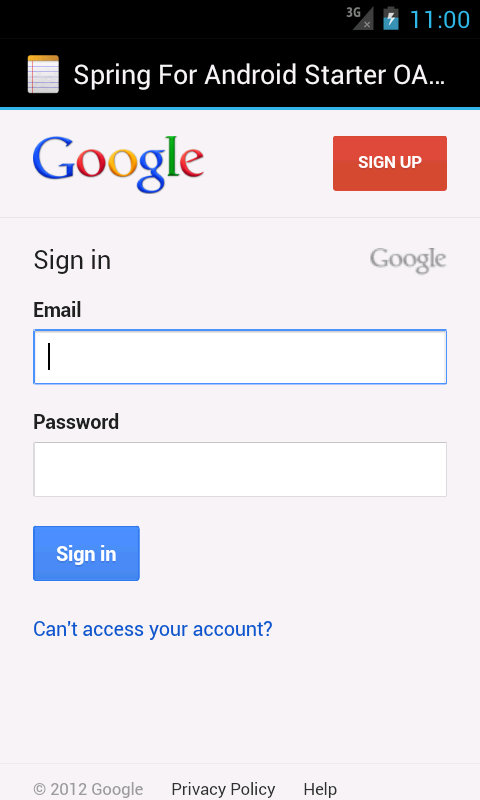 3G 11:00
Spring For Android Starter OA...
Google SIGN UP
Sign in Google
Email
Password
Sign in
Can't access your account?
© 2012 Google Privacy Policy Help